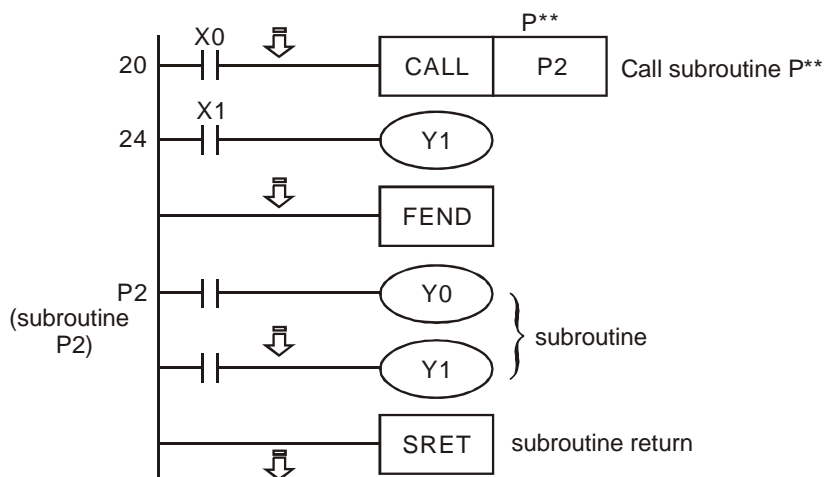 P**
X0
20 CALL P2 Call subroutine P**
X1
24 Y1
FEND
P2 Y0
(subroutine
P2)
subroutine
Y1
SRET subroutine return